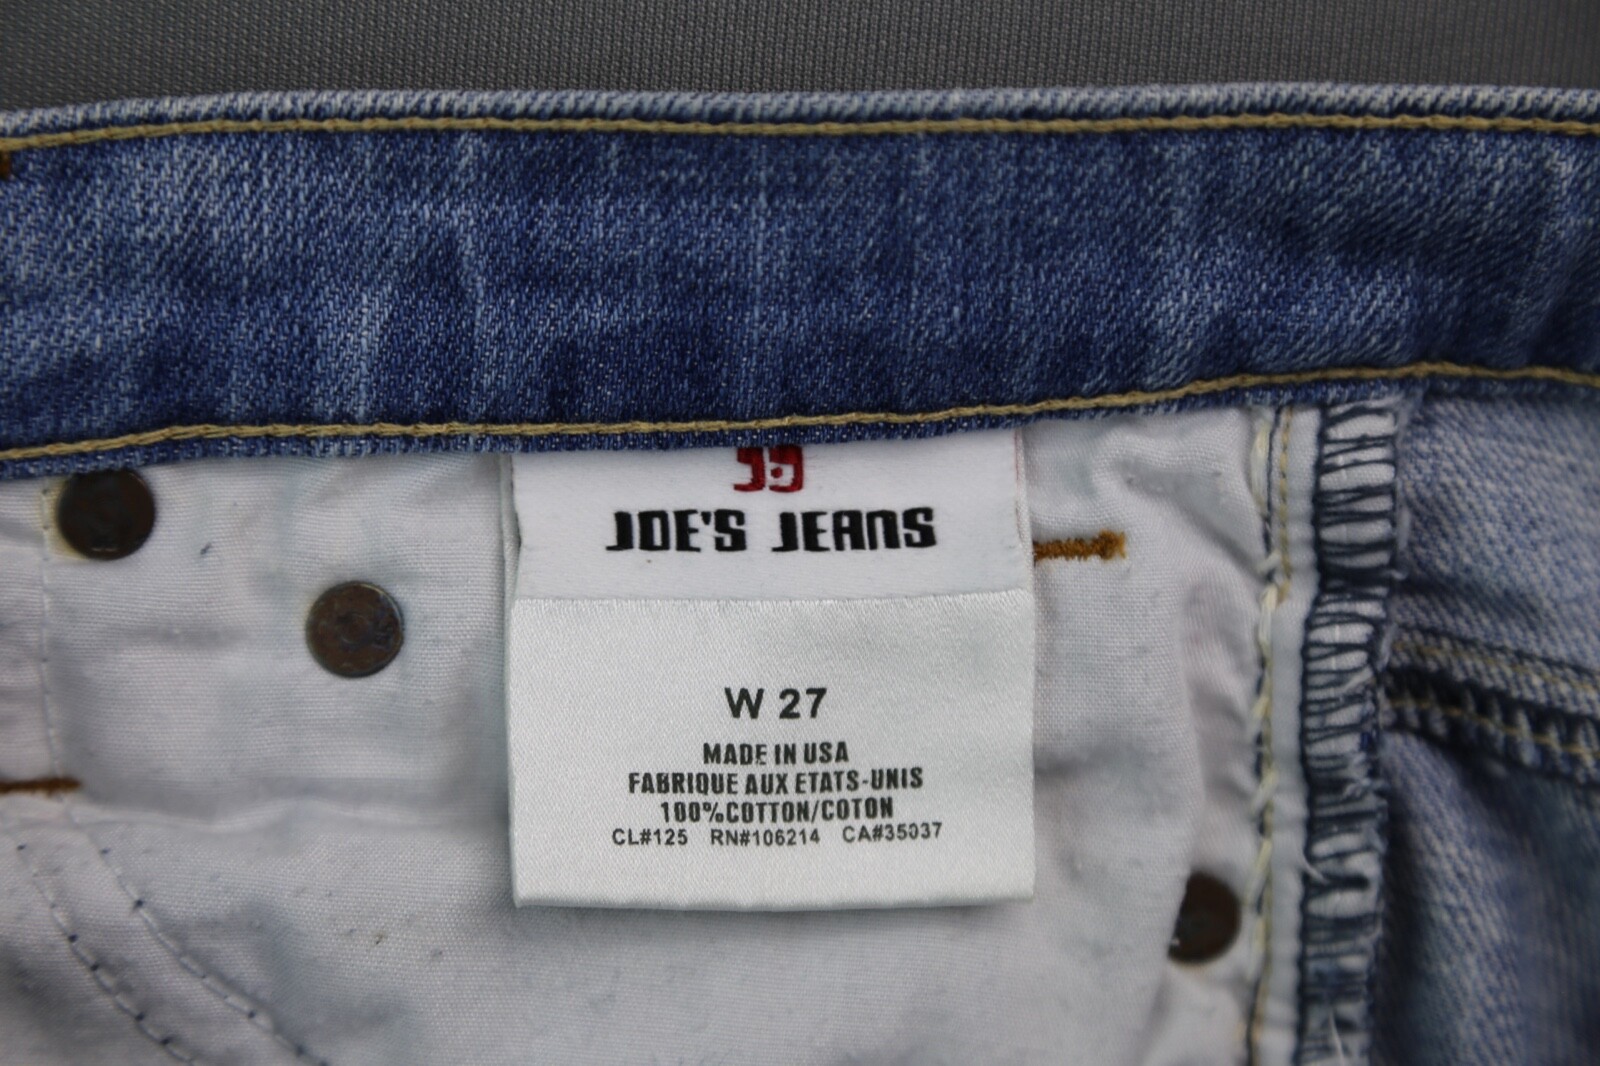 JJ
JOE'S JEANS
W 27
MADE IN USA
FABRIQUE AUX ETATS-UNIS
100%COTTON/COTON
CL#125 RN#106214 CA#35037